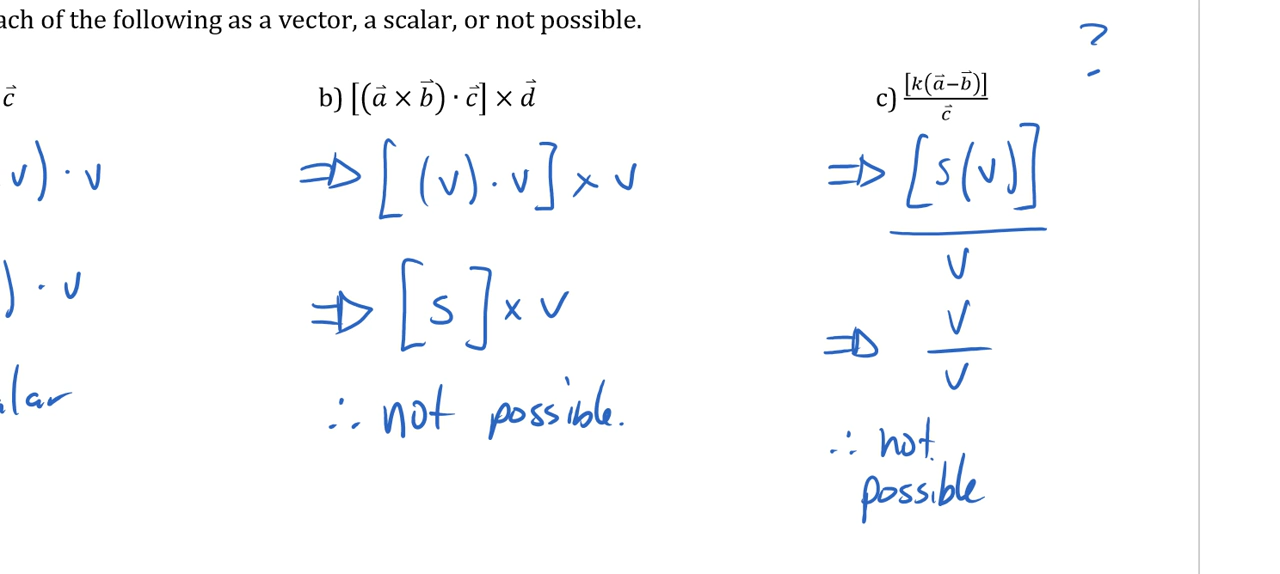 ach of the following as a vector, a scalar, or not possible.
?
c⃗
v) · v
) · v
lar
b) [(a⃗ × b⃗) · c⃗] × d⃗
⇒ [(v) · v] × v
⇒ [s] × v
∴ not possible.
c) [k(a⃗−b⃗)]
c⃗
⇒ [s(v)]
v
⇒ v
v
∴ not
possible